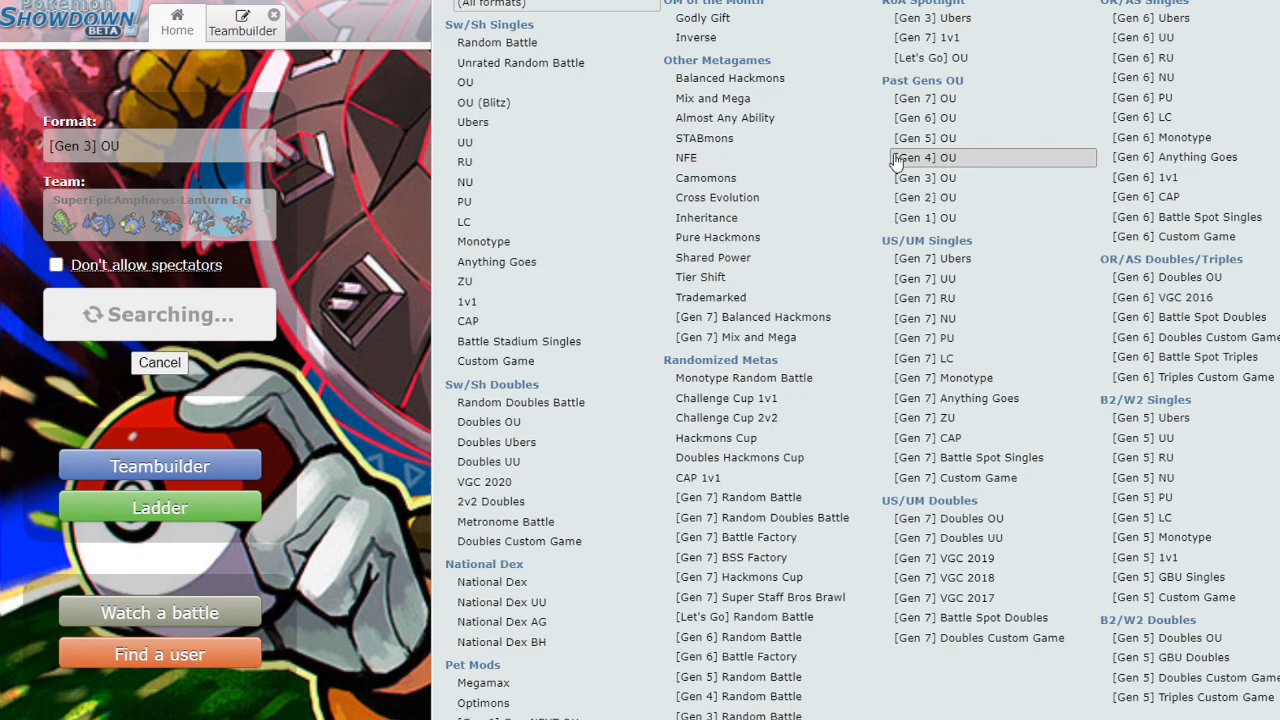 Pokémon
SHOWDOWN!
BETA
Home
Teambuilder
Format:
[Gen 3] OU
Team:
SuperEpicAmpharos-Lanturn Era
Don't allow spectators
Searching...
Cancel
Teambuilder
Ladder
Watch a battle
Find a user
(All formats)
Sw/Sh Singles
Random Battle
Unrated Random Battle
OU
OU (Blitz)
Ubers
UU
RU
NU
PU
LC
Monotype
Anything Goes
ZU
1v1
CAP
Battle Stadium Singles
Custom Game
Sw/Sh Doubles
Random Doubles Battle
Doubles OU
Doubles Ubers
Doubles UU
VGC 2020
2v2 Doubles
Metronome Battle
Doubles Custom Game
National Dex
National Dex
National Dex UU
National Dex AG
National Dex BH
Pet Mods
Megamax
Optimons
OM of the Month
Godly Gift
Inverse
Other Metagames
Balanced Hackmons
Mix and Mega
Almost Any Ability
STABmons
NFE
Camomons
Cross Evolution
Inheritance
Pure Hackmons
Shared Power
Tier Shift
Trademarked
[Gen 7] Balanced Hackmons
[Gen 7] Mix and Mega
Randomized Metas
Monotype Random Battle
Challenge Cup 1v1
Challenge Cup 2v2
Hackmons Cup
Doubles Hackmons Cup
CAP 1v1
[Gen 7] Random Battle
[Gen 7] Random Doubles Battle
[Gen 7] Battle Factory
[Gen 7] BSS Factory
[Gen 7] Hackmons Cup
[Gen 7] Super Staff Bros Brawl
[Let's Go] Random Battle
[Gen 6] Random Battle
[Gen 6] Battle Factory
[Gen 5] Random Battle
[Gen 4] Random Battle
[Gen 3] Random Battle
RoA Spotlight
[Gen 3] Ubers
[Gen 7] 1v1
[Let's Go] OU
Past Gens OU
[Gen 7] OU
[Gen 6] OU
[Gen 5] OU
[Gen 4] OU
[Gen 3] OU
[Gen 2] OU
[Gen 1] OU
US/UM Singles
[Gen 7] Ubers
[Gen 7] UU
[Gen 7] RU
[Gen 7] NU
[Gen 7] PU
[Gen 7] LC
[Gen 7] Monotype
[Gen 7] Anything Goes
[Gen 7] ZU
[Gen 7] CAP
[Gen 7] Battle Spot Singles
[Gen 7] Custom Game
US/UM Doubles
[Gen 7] Doubles OU
[Gen 7] Doubles UU
[Gen 7] VGC 2019
[Gen 7] VGC 2018
[Gen 7] VGC 2017
[Gen 7] Battle Spot Doubles
[Gen 7] Doubles Custom Game
OR/AS Singles
[Gen 6] Ubers
[Gen 6] UU
[Gen 6] RU
[Gen 6] NU
[Gen 6] PU
[Gen 6] LC
[Gen 6] Monotype
[Gen 6] Anything Goes
[Gen 6] 1v1
[Gen 6] CAP
[Gen 6] Battle Spot Singles
[Gen 6] Custom Game
OR/AS Doubles/Triples
[Gen 6] Doubles OU
[Gen 6] VGC 2016
[Gen 6] Battle Spot Doubles
[Gen 6] Doubles Custom Game
[Gen 6] Battle Spot Triples
[Gen 6] Triples Custom Game
B2/W2 Singles
[Gen 5] Ubers
[Gen 5] UU
[Gen 5] RU
[Gen 5] NU
[Gen 5] PU
[Gen 5] LC
[Gen 5] Monotype
[Gen 5] 1v1
[Gen 5] GBU Singles
[Gen 5] Custom Game
B2/W2 Doubles
[Gen 5] Doubles OU
[Gen 5] GBU Doubles
[Gen 5] Doubles Custom Game
[Gen 5] Triples Custom Game